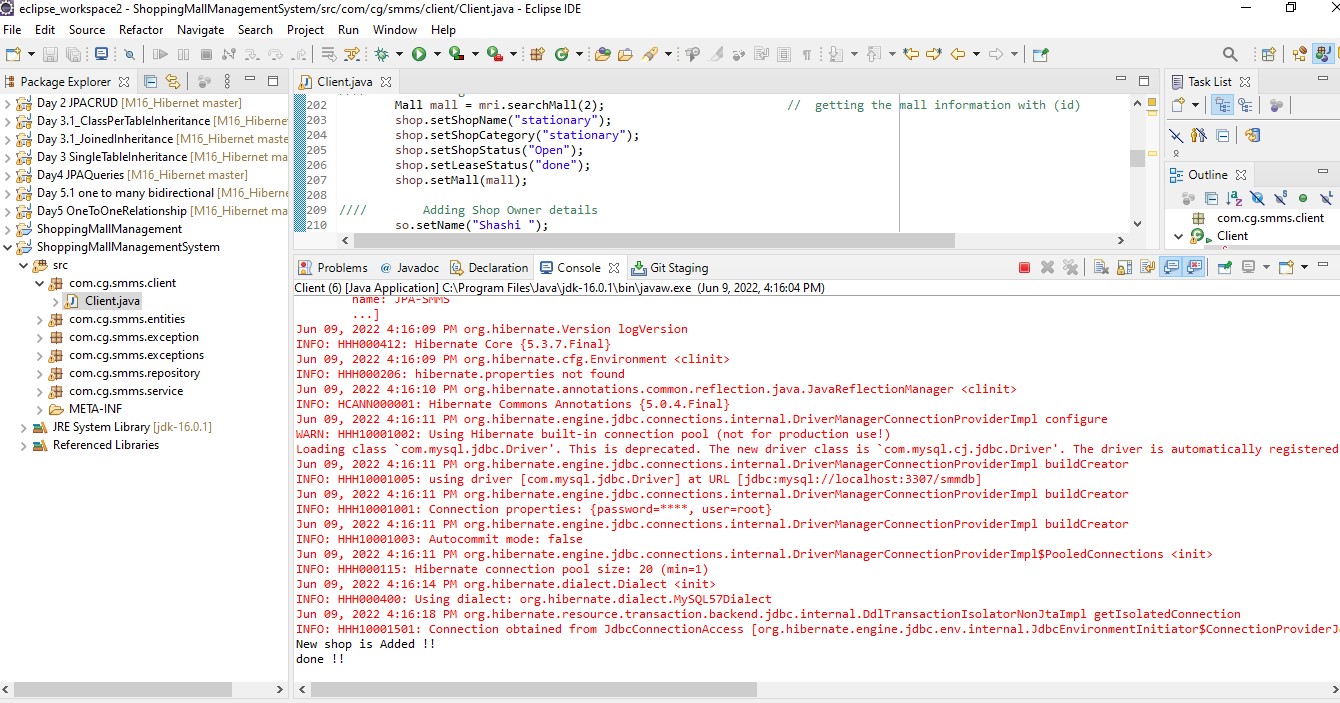 eclipse_workspace2 - ShoppingMallManagementSystem/src/com/cg/smms/client/Client.java - Eclipse IDE
File Edit Source Refactor Navigate Search Project Run Window Help
Package Explorer
Day 2 JPACRUD [M16_Hibernet master]
Day 3.1_ClassPerTableInheritance [M16_Hiberne
Day 3.1_JoinedInheritance [M16_Hibernet maste
Day 3 SingleTableInheritance [M16_Hibernet ma
Day4 JPAQueries [M16_Hibernet master]
Day 5.1 one to many bidirectional [M16_Hibern
Day5 OneToOneRelationship [M16_Hibernet ma
ShoppingMallManagement
ShoppingMallManagementSystem
src
com.cg.smms.client
Client.java
com.cg.smms.entities
com.cg.smms.exception
com.cg.smms.exceptions
com.cg.smms.repository
com.cg.smms.service
META-INF
JRE System Library [jdk-16.0.1]
Referenced Libraries
Client.java
202 Mall mall = mri.searchMall(2); // getting the mall information with (id)
203 shop.setShopName("stationary");
204 shop.setShopCategory("stationary");
205 shop.setShopStatus("Open");
206 shop.setLeaseStatus("done");
207 shop.setMall(mall);
208
209 //// Adding Shop Owner details
210 so.setName("Shashi ");
Task List
Outline
com.cg.smms.client
Client
Problems Javadoc Declaration Console Git Staging
Client (6) [Java Application] C:\Program Files\Java\jdk-16.0.1\bin\javaw.exe (Jun 9, 2022, 4:16:04 PM)
name: JPA-SMMS
...]
Jun 09, 2022 4:16:09 PM org.hibernate.Version logVersion
INFO: HHH000412: Hibernate Core {5.3.7.Final}
Jun 09, 2022 4:16:09 PM org.hibernate.cfg.Environment <clinit>
INFO: HHH000206: hibernate.properties not found
Jun 09, 2022 4:16:10 PM org.hibernate.annotations.common.reflection.java.JavaReflectionManager <clinit>
INFO: HCANN000001: Hibernate Commons Annotations {5.0.4.Final}
Jun 09, 2022 4:16:11 PM org.hibernate.engine.jdbc.connections.internal.DriverManagerConnectionProviderImpl configure
WARN: HHH10001002: Using Hibernate built-in connection pool (not for production use!)
Loading class `com.mysql.jdbc.Driver'. This is deprecated. The new driver class is `com.mysql.cj.jdbc.Driver'. The driver is automatically registered
Jun 09, 2022 4:16:11 PM org.hibernate.engine.jdbc.connections.internal.DriverManagerConnectionProviderImpl buildCreator
INFO: HHH10001005: using driver [com.mysql.jdbc.Driver] at URL [jdbc:mysql://localhost:3307/smmdb]
Jun 09, 2022 4:16:11 PM org.hibernate.engine.jdbc.connections.internal.DriverManagerConnectionProviderImpl buildCreator
INFO: HHH10001001: Connection properties: {password=****, user=root}
Jun 09, 2022 4:16:11 PM org.hibernate.engine.jdbc.connections.internal.DriverManagerConnectionProviderImpl buildCreator
INFO: HHH10001003: Autocommit mode: false
Jun 09, 2022 4:16:11 PM org.hibernate.engine.jdbc.connections.internal.DriverManagerConnectionProviderImpl$PooledConnections <init>
INFO: HHH000115: Hibernate connection pool size: 20 (min=1)
Jun 09, 2022 4:16:14 PM org.hibernate.dialect.Dialect <init>
INFO: HHH000400: Using dialect: org.hibernate.dialect.MySQL57Dialect
Jun 09, 2022 4:16:18 PM org.hibernate.resource.transaction.backend.jdbc.internal.DdlTransactionIsolatorNonJtaImpl getIsolatedConnection
INFO: HHH10001501: Connection obtained from JdbcConnectionAccess [org.hibernate.engine.jdbc.env.internal.JdbcEnvironmentInitiator$ConnectionProviderJ
New shop is Added !!
done !!